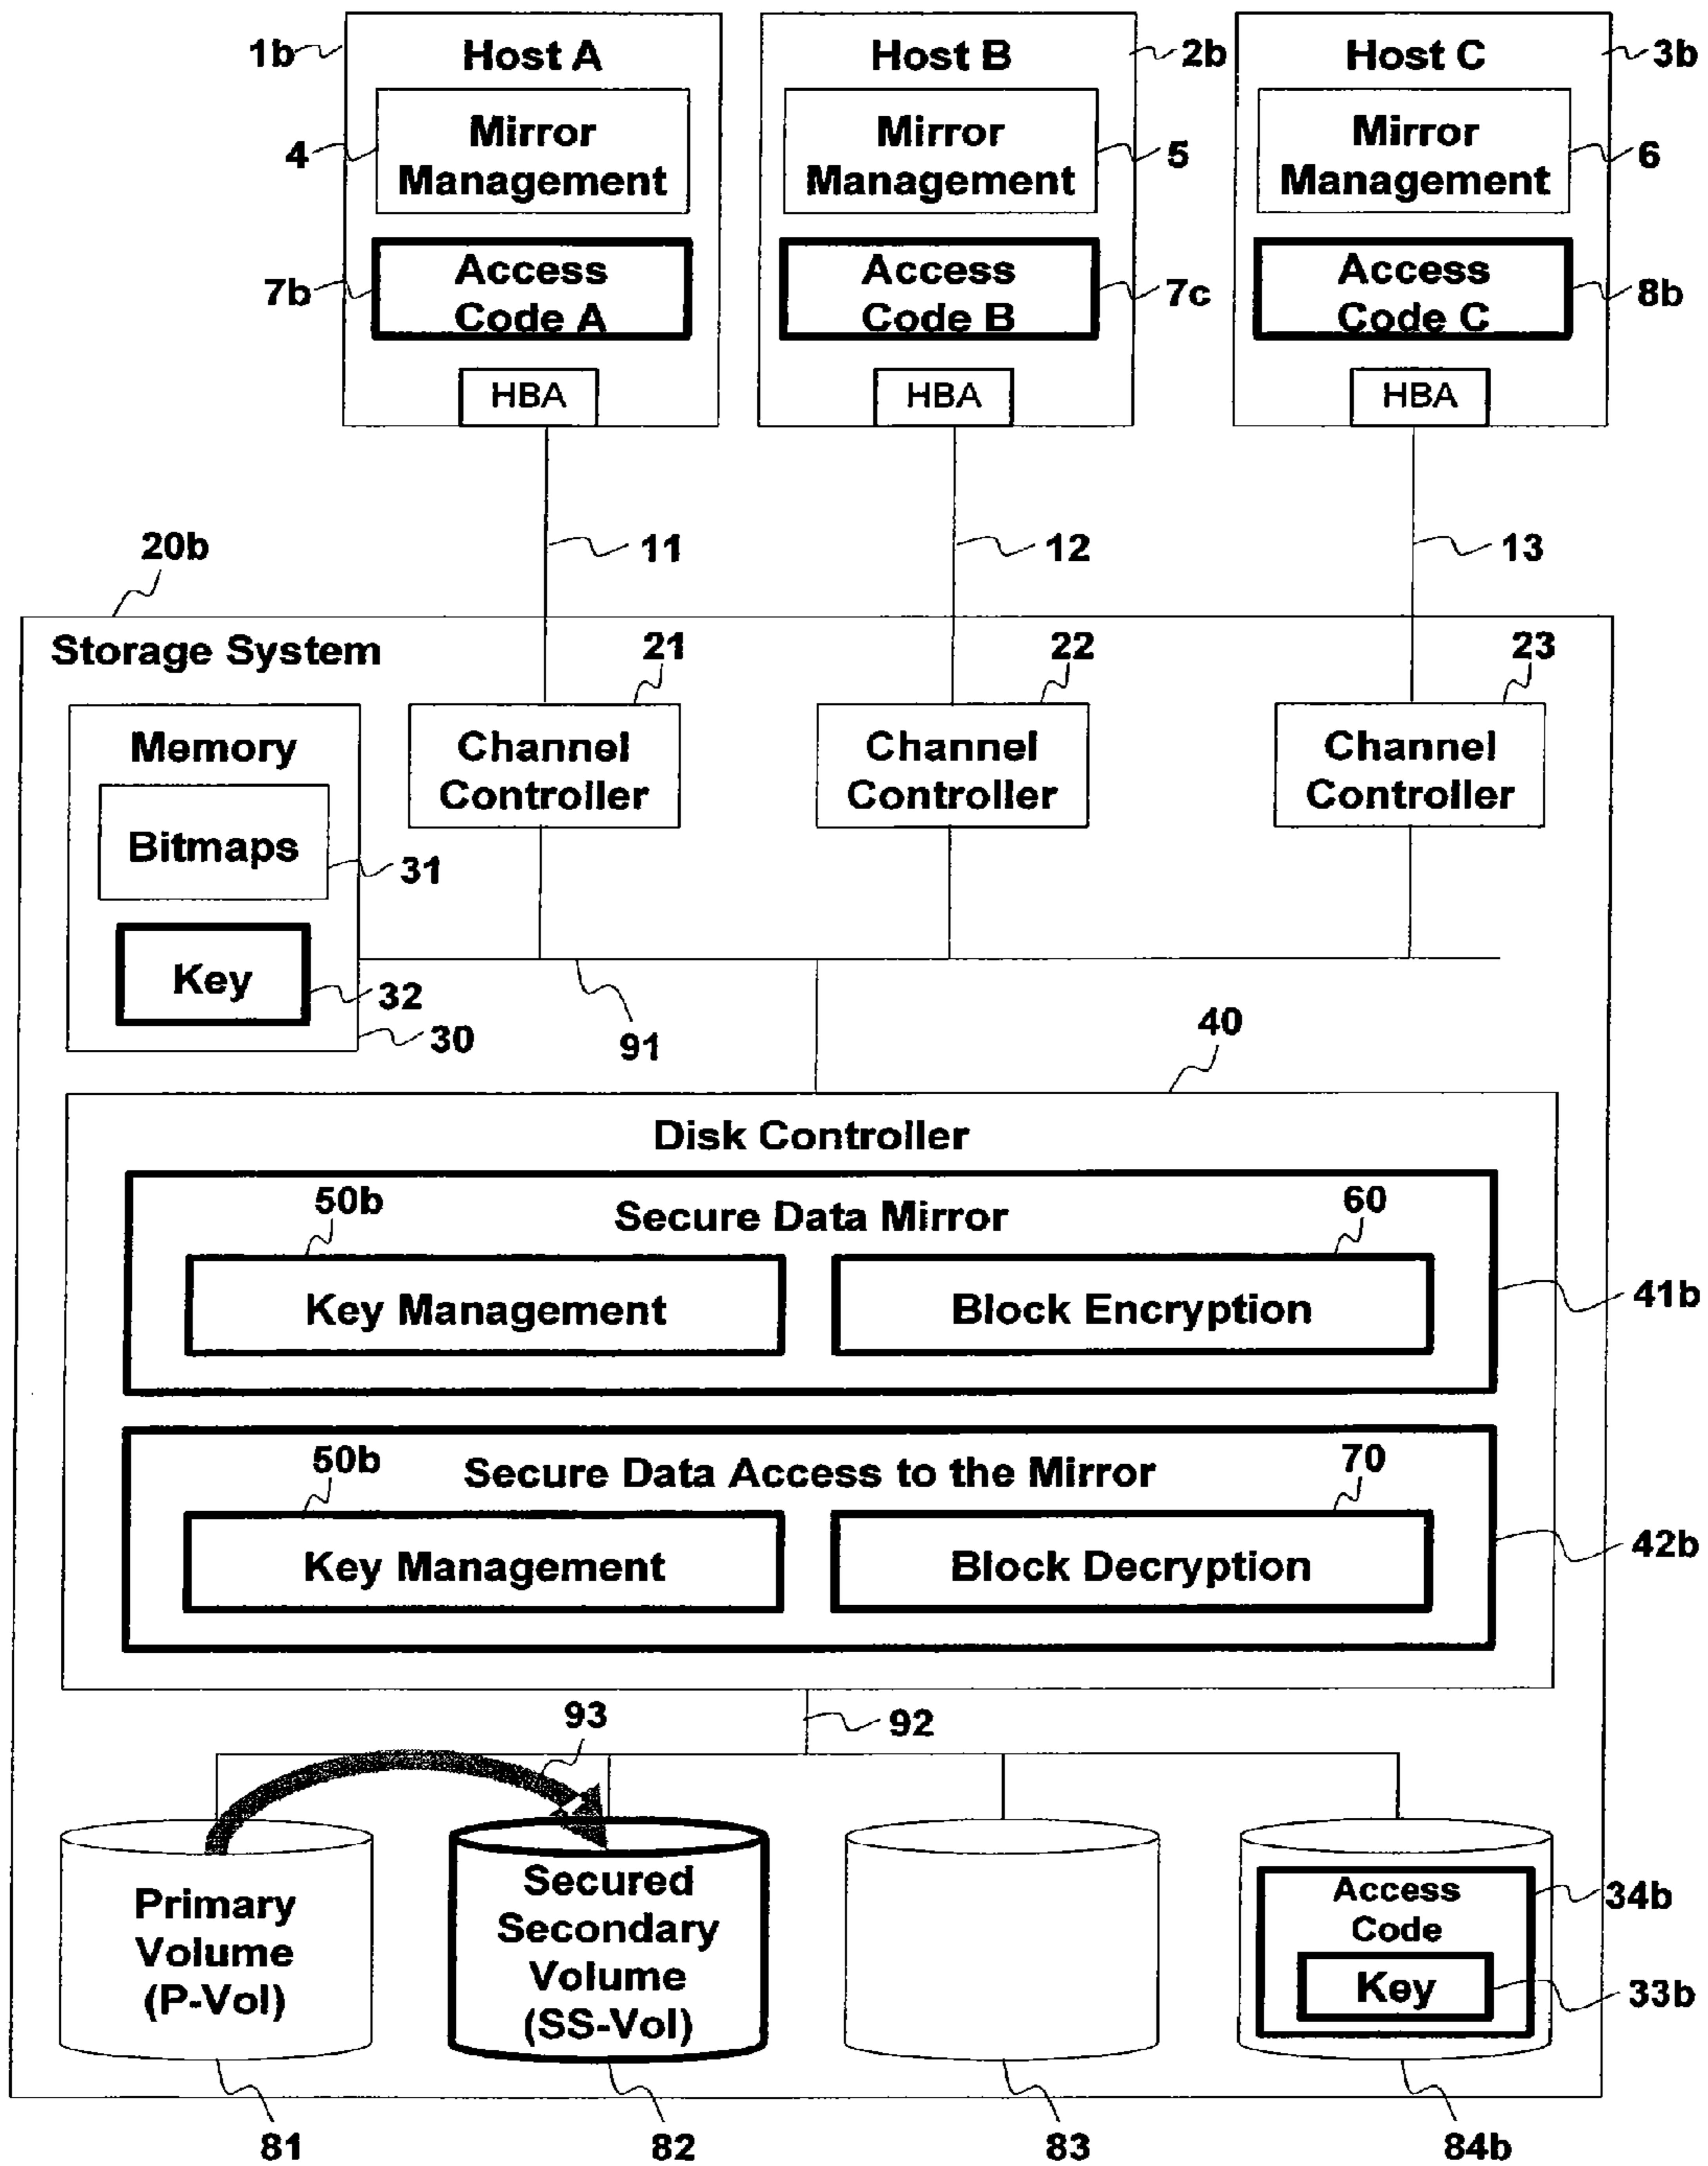 1b
Host A
Host B
2b
Host C
3b
4
Mirror
Management
Mirror
Management
5
Mirror
Management
6
7b
Access
Code A
Access
Code B
7c
Access
Code C
8b
HBA
HBA
HBA
20b
11
12
13
Storage System
21
22
23
Memory
Channel
Controller
Channel
Controller
Channel
Controller
Bitmaps
31
Key
32
30
91
40
Disk Controller
50b
Secure Data Mirror
60
Key Management
Block Encryption
41b
50b
Secure Data Access to the Mirror
70
Key Management
Block Decryption
42b
93
92
Primary
Volume
(P-Vol)
Secured
Secondary
Volume
(SS-Vol)
Access
Code
34b
Key
33b
81
82
83
84b